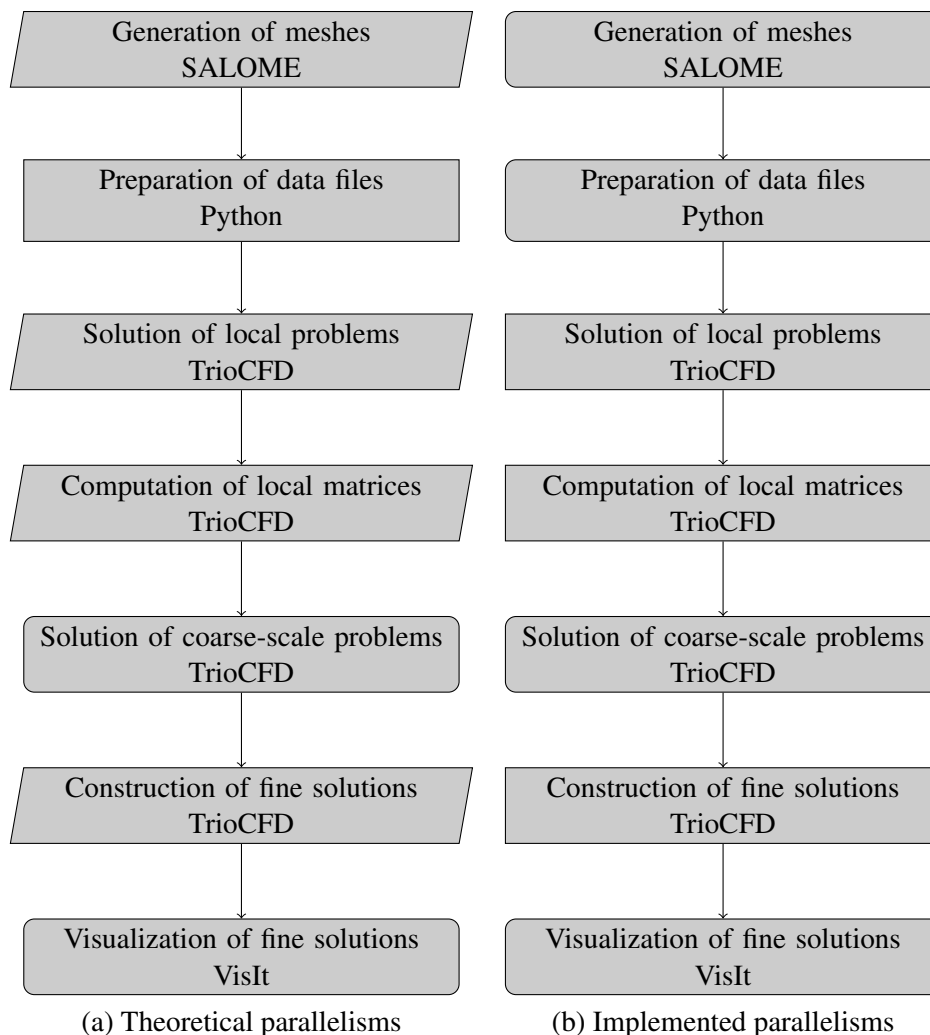 Generation of meshes
SALOME
Preparation of data files
Python
Solution of local problems
TrioCFD
Computation of local matrices
TrioCFD
Solution of coarse-scale problems
TrioCFD
Construction of fine solutions
TrioCFD
Visualization of fine solutions
VisIt
(a) Theoretical parallelisms
Generation of meshes
SALOME
Preparation of data files
Python
Solution of local problems
TrioCFD
Computation of local matrices
TrioCFD
Solution of coarse-scale problems
TrioCFD
Construction of fine solutions
TrioCFD
Visualization of fine solutions
VisIt
(b) Implemented parallelisms